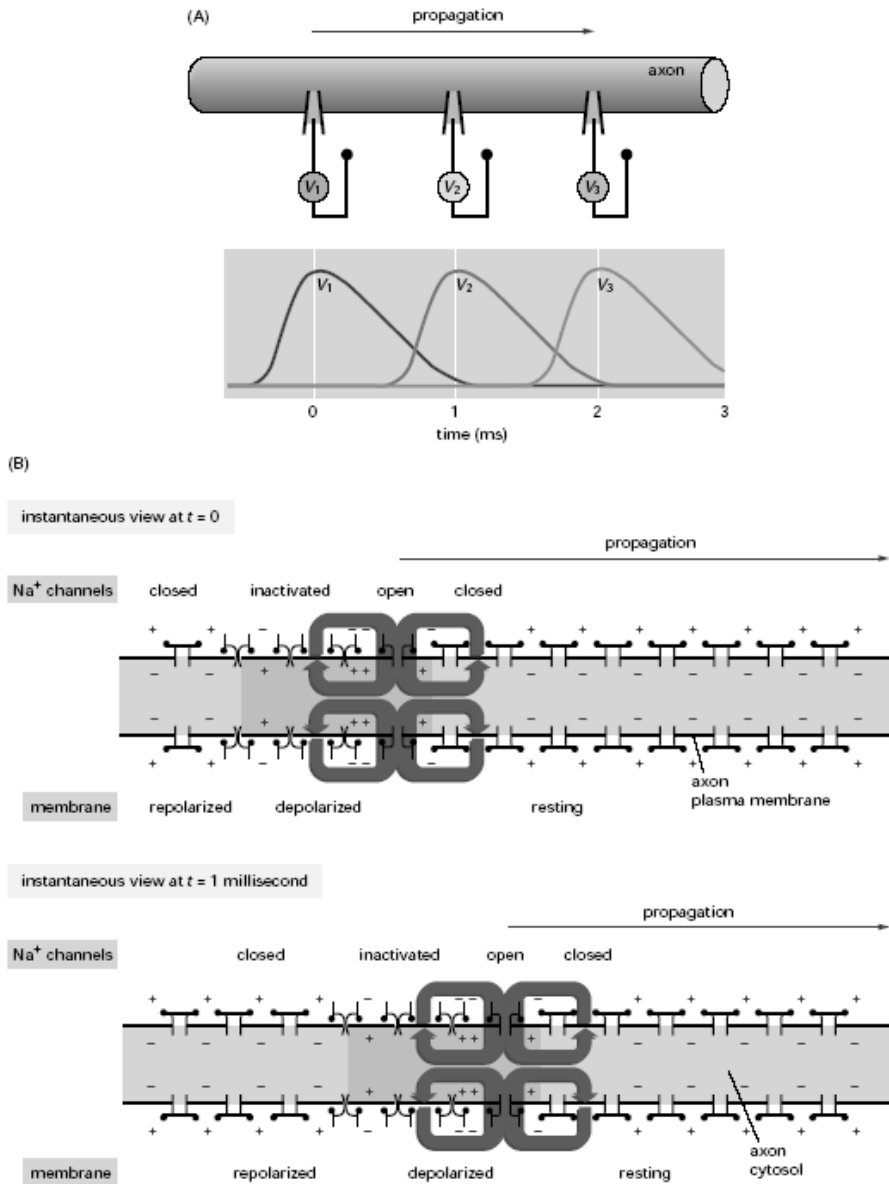 (A)
propagation
axon
V1 V2 V3
V1 V2 V3
0 1 2 3
time (ms)
(B)
instantaneous view at t = 0
propagation
Na+ channels closed inactivated open closed
+ + − − − − + + + + + + + +
− − + + + + − − − − − − − −
− − + + + + − − − − − − − −
+ + − − − − + + + + + + + +
axon
plasma membrane
membrane repolarized depolarized resting
instantaneous view at t = 1 millisecond
propagation
Na+ channels closed inactivated open closed
+ + + + − − − − + + + + + +
− − − − + + + + − − − − − −
− − − − + + + + − − − − − −
+ + + + − − − − + + + + + +
axon
cytosol
membrane repolarized depolarized resting